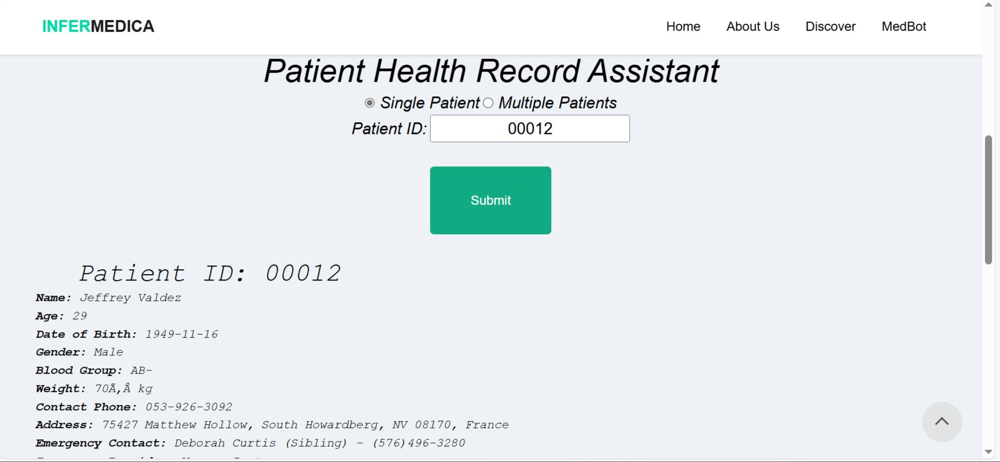 INFERMEDICA
Home About Us Discover MedBot
Patient Health Record Assistant
Single Patient Multiple Patients
Patient ID: 00012
Submit
Patient ID: 00012
Name: Jeffrey Valdez
Age: 29
Date of Birth: 1949-11-16
Gender: Male
Blood Group: AB-
Weight: 70Ã‚Â kg
Contact Phone: 053-926-3092
Address: 75427 Matthew Hollow, South Howardberg, NV 08170, France
Emergency Contact: Deborah Curtis (Sibling) - (576)496-3280